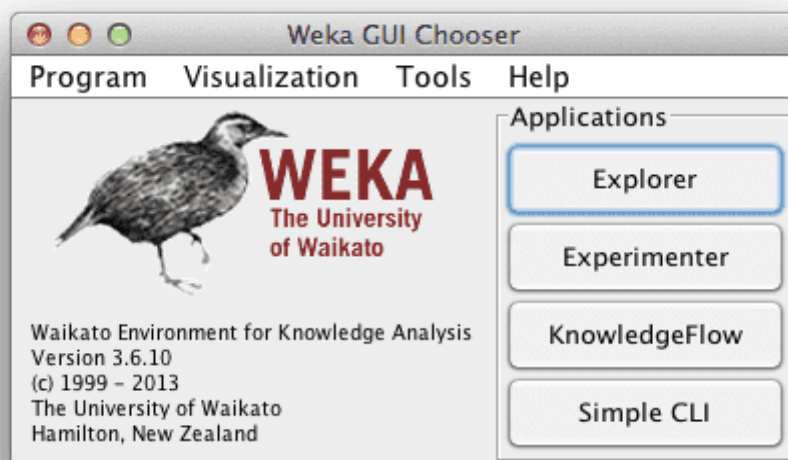 Weka GUI Chooser
Program Visualization Tools Help
WEKA
The University
of Waikato
Waikato Environment for Knowledge Analysis
Version 3.6.10
(c) 1999 – 2013
The University of Waikato
Hamilton, New Zealand
Applications
Explorer
Experimenter
KnowledgeFlow
Simple CLI